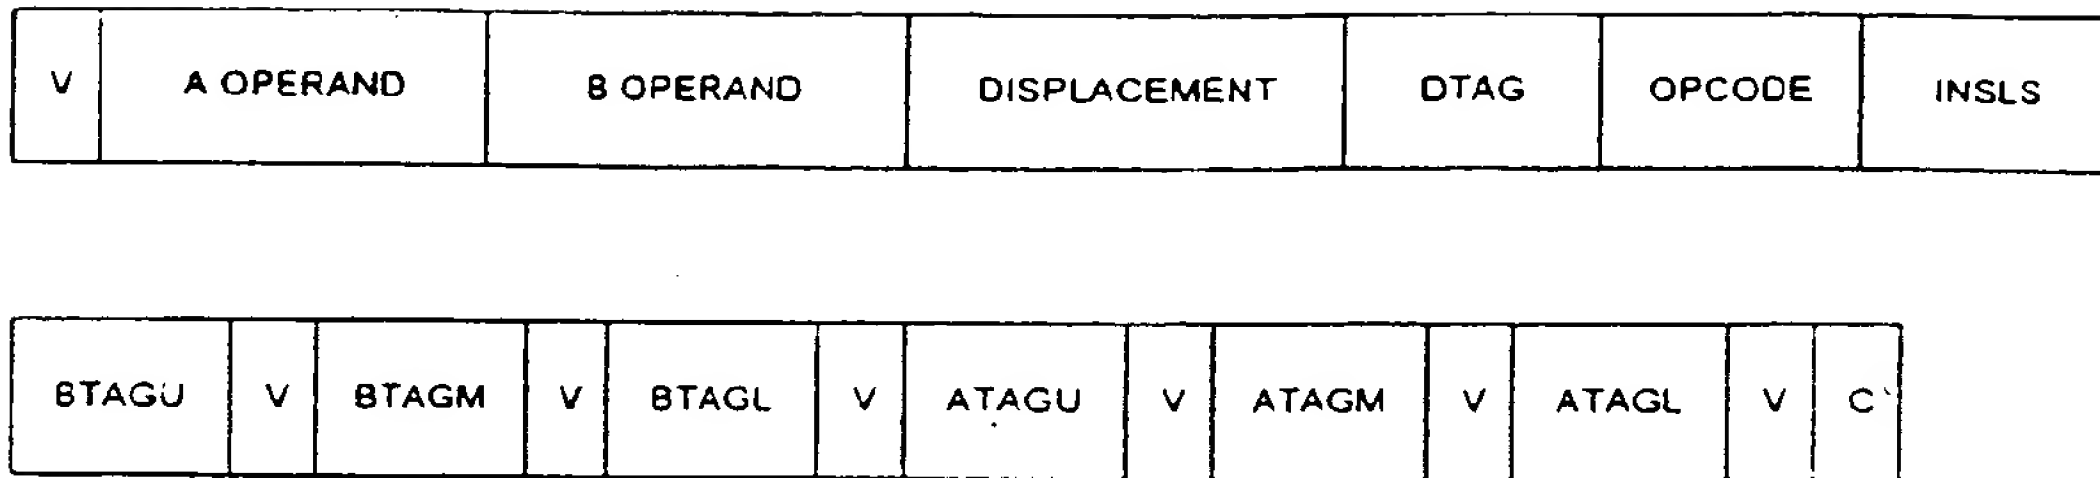 V A OPERAND B OPERAND DISPLACEMENT DTAG OPCODE INSLS
BTAGU V BTAGM V BTAGL V ATAGU V ATAGM V ATAGL V C